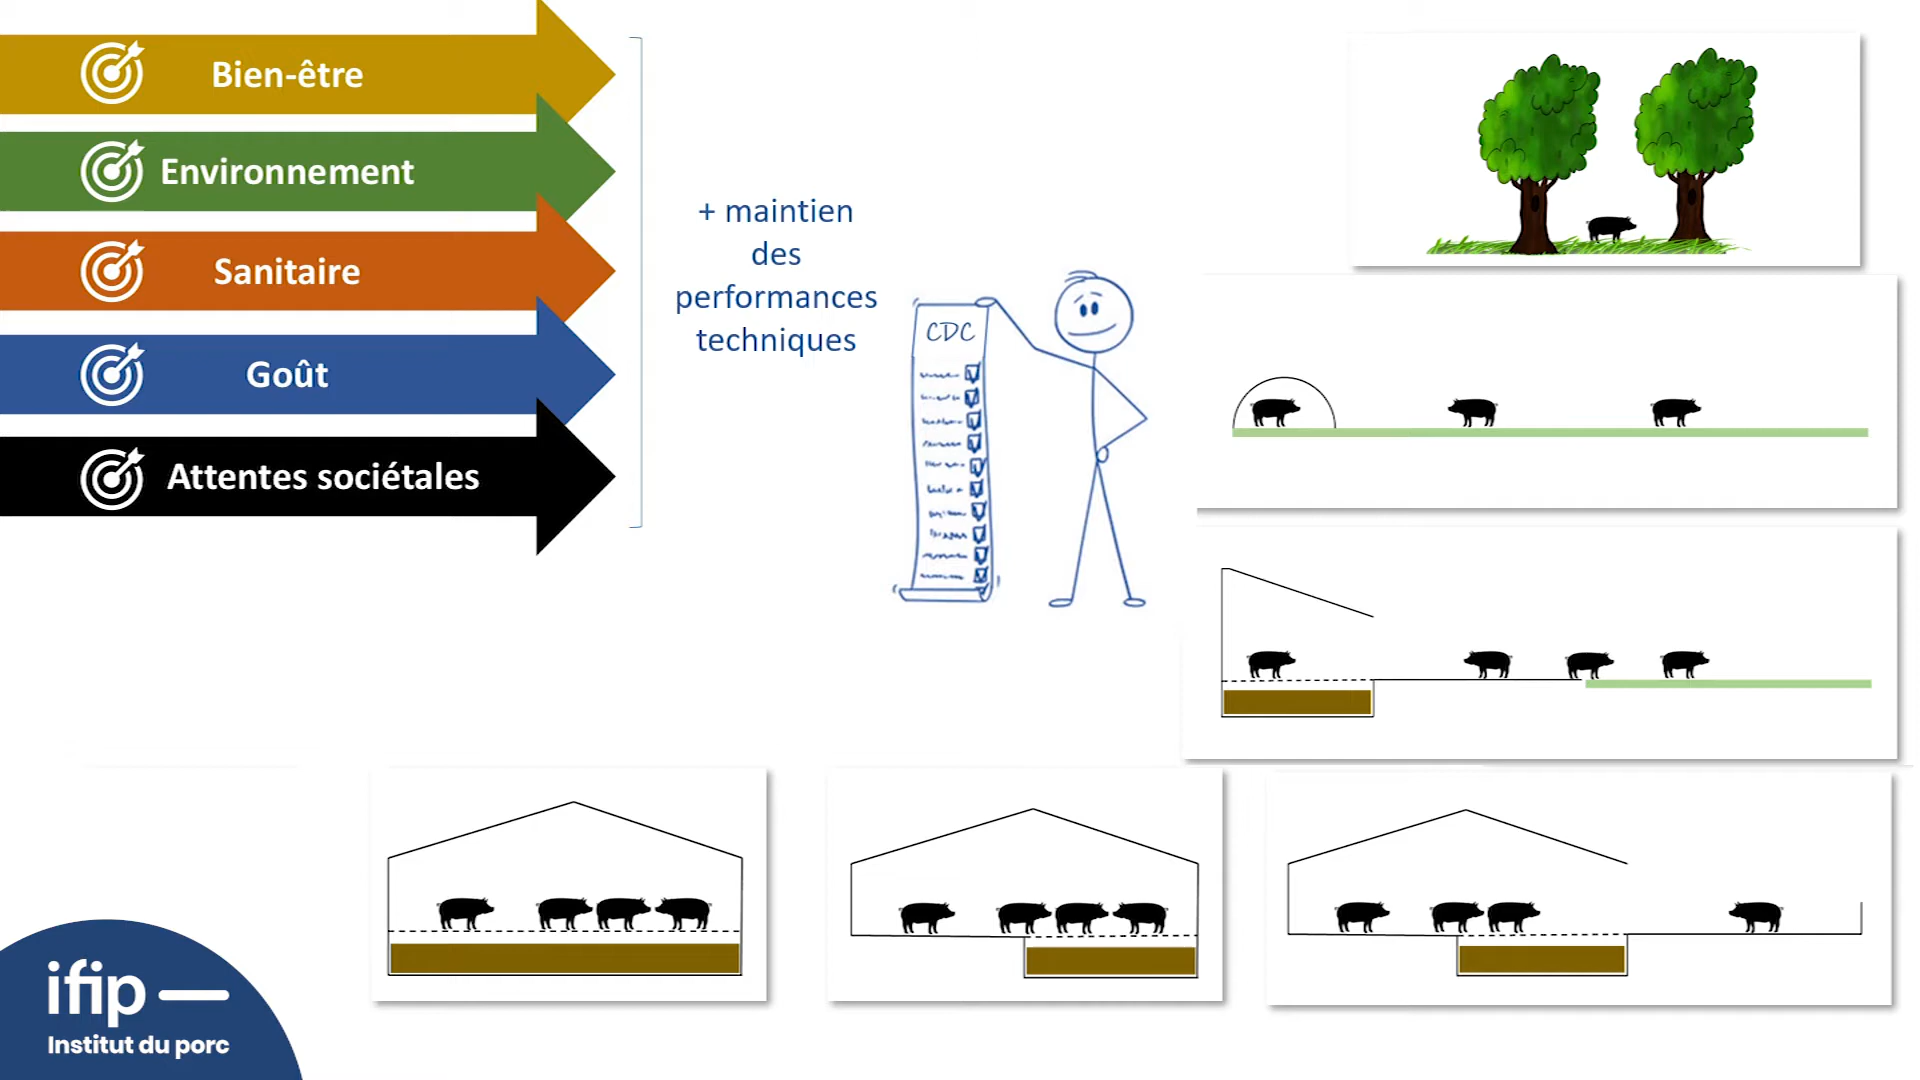 Bien-être
Environnement
Sanitaire
Goût
Attentes sociétales
+ maintien
des
performances
techniques
CDC
ifip
Institut du porc